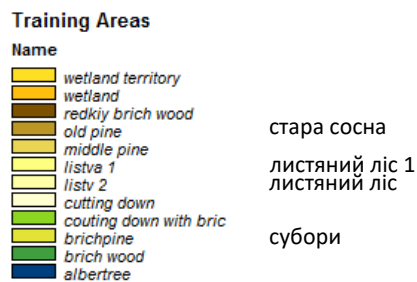 Training Areas
Name
wetland territory
wetland
redkiy brich wood
old pine стара сосна
middle pine
listva 1 листяний ліс 1
listv 2 листяний ліс
cutting down
couting down with bric
brichpine субори
brich wood
albertree